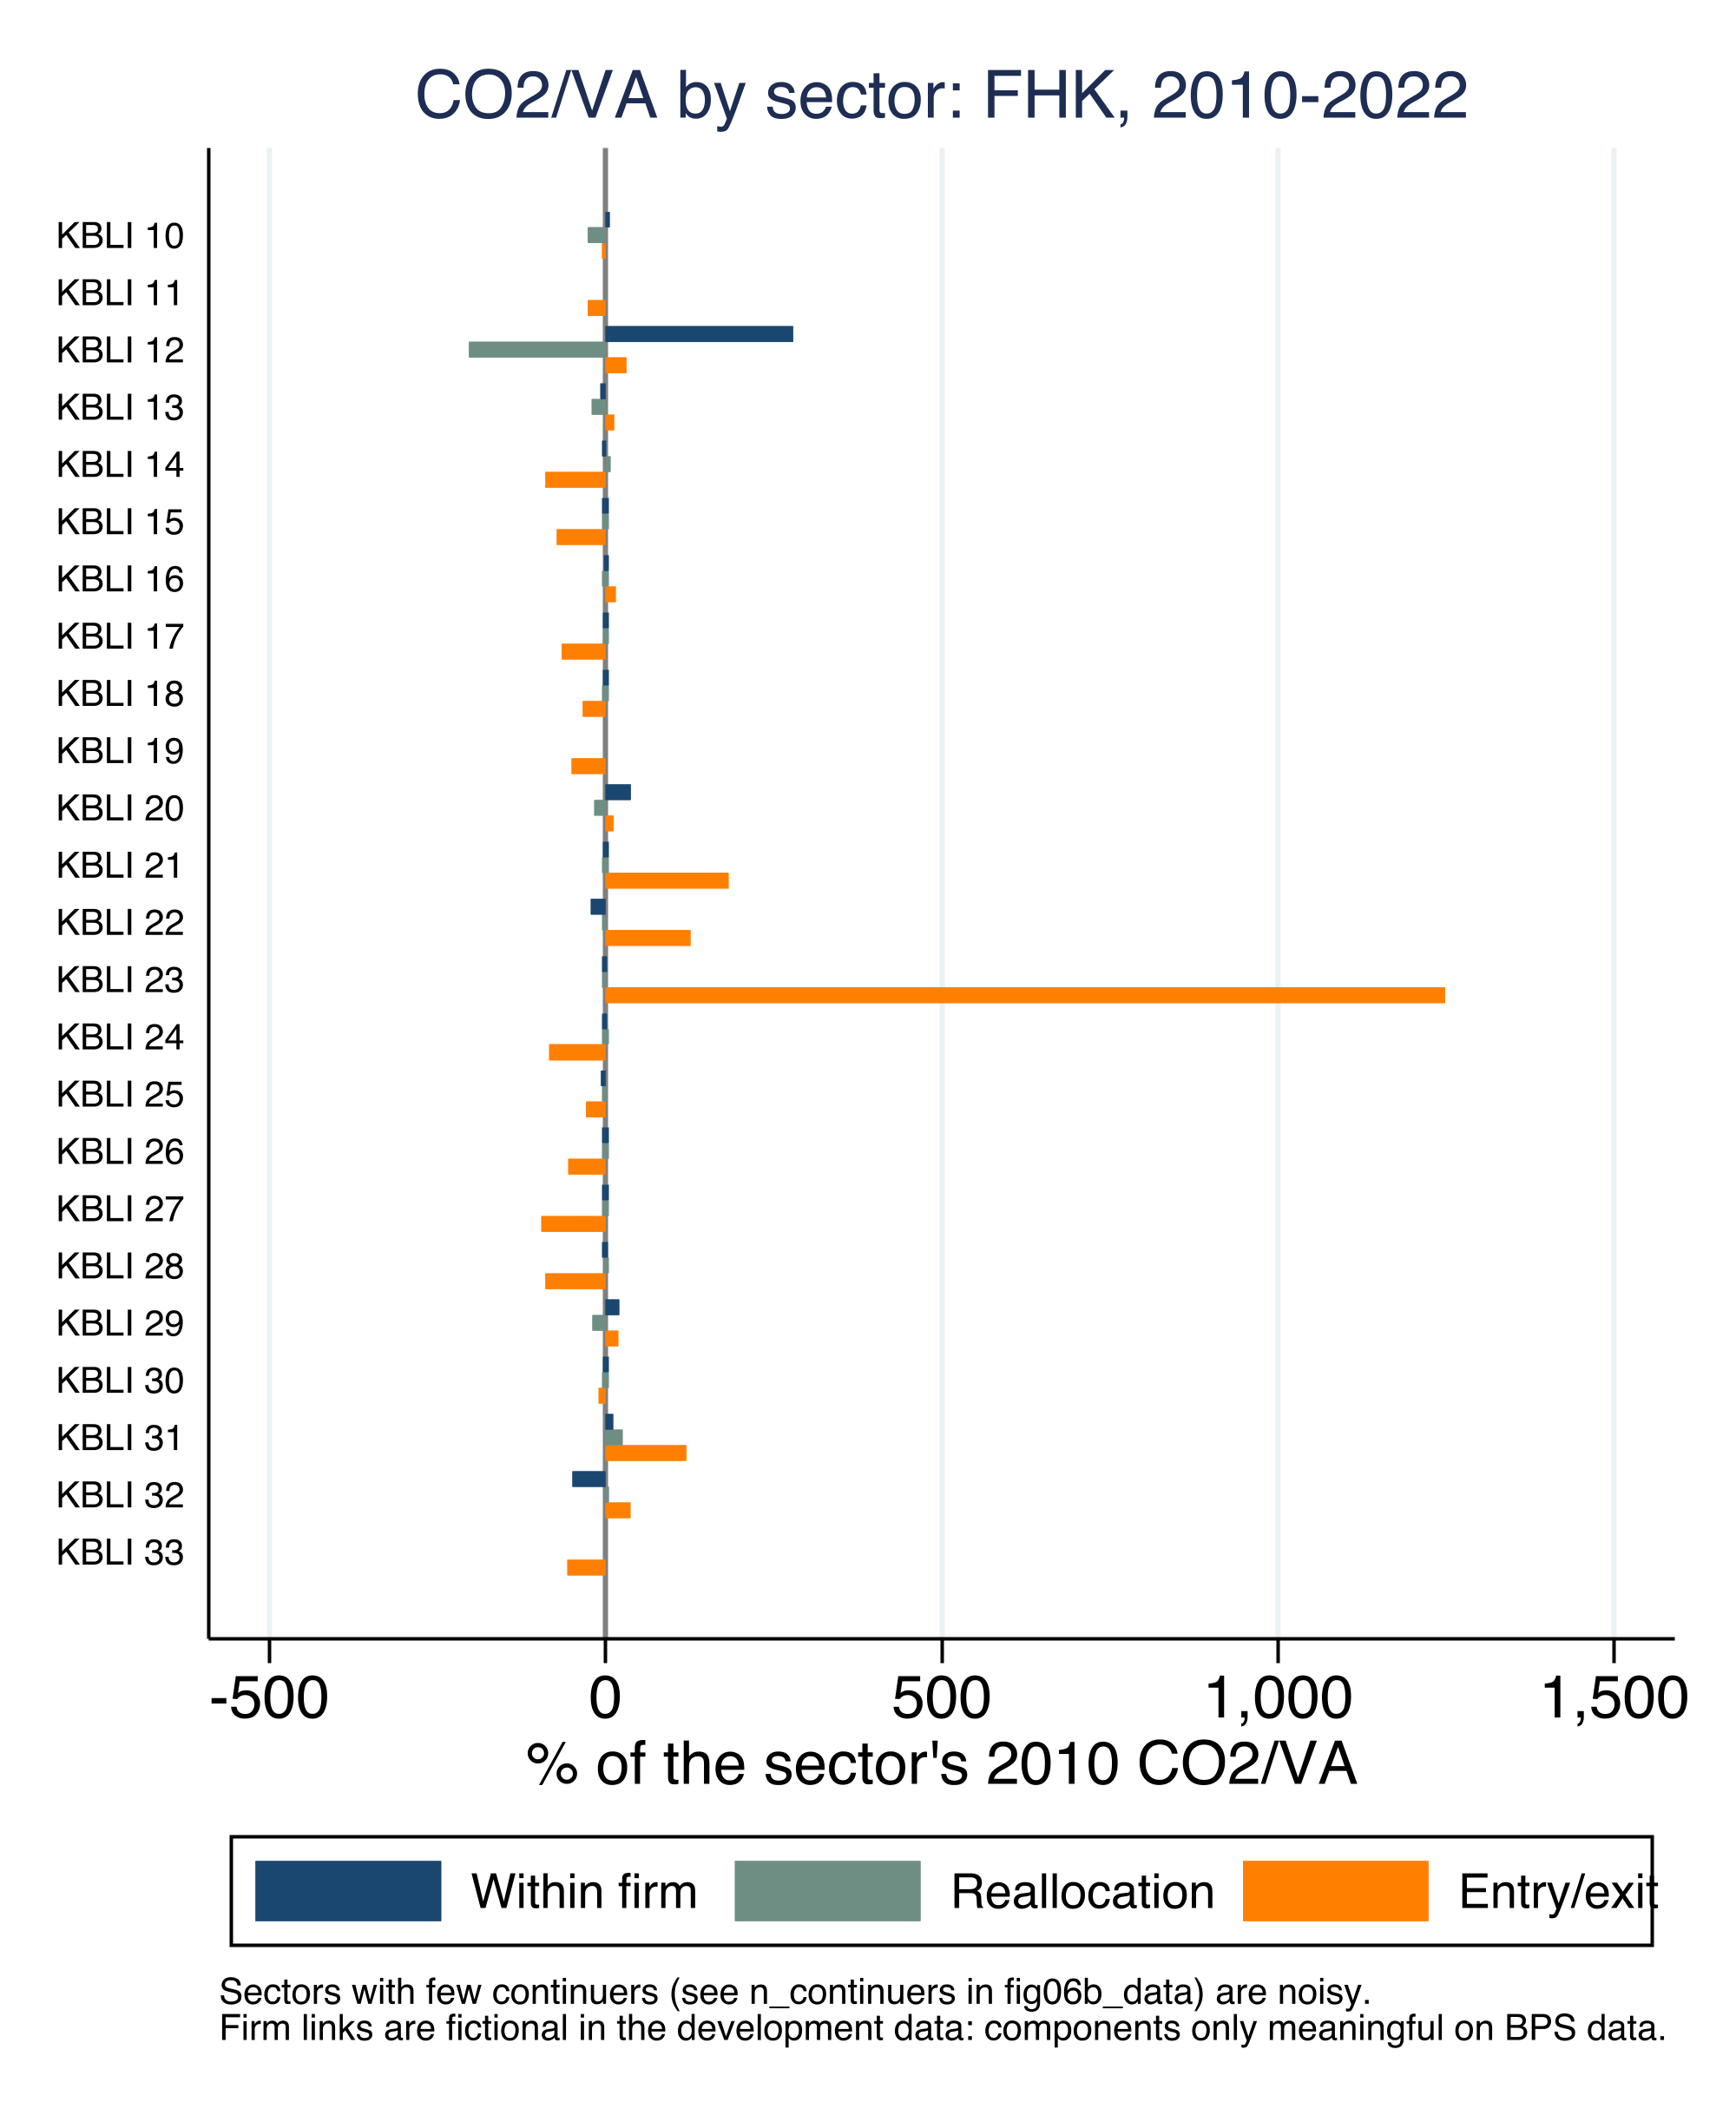 CO2/VA by sector: FHK, 2010-2022
KBLI 10
KBLI 11
KBLI 12
KBLI 13
KBLI 14
KBLI 15
KBLI 16
KBLI 17
KBLI 18
KBLI 19
KBLI 20
KBLI 21
KBLI 22
KBLI 23
KBLI 24
KBLI 25
KBLI 26
KBLI 27
KBLI 28
KBLI 29
KBLI 30
KBLI 31
KBLI 32
KBLI 33
-500 0 500 1,000 1,500
% of the sector's 2010 CO2/VA
Within firm Reallocation Entry/exit
Sectors with few continuers (see n_continuers in fig06b_data) are noisy.
Firm links are fictional in the development data: components only meaningful on BPS data.